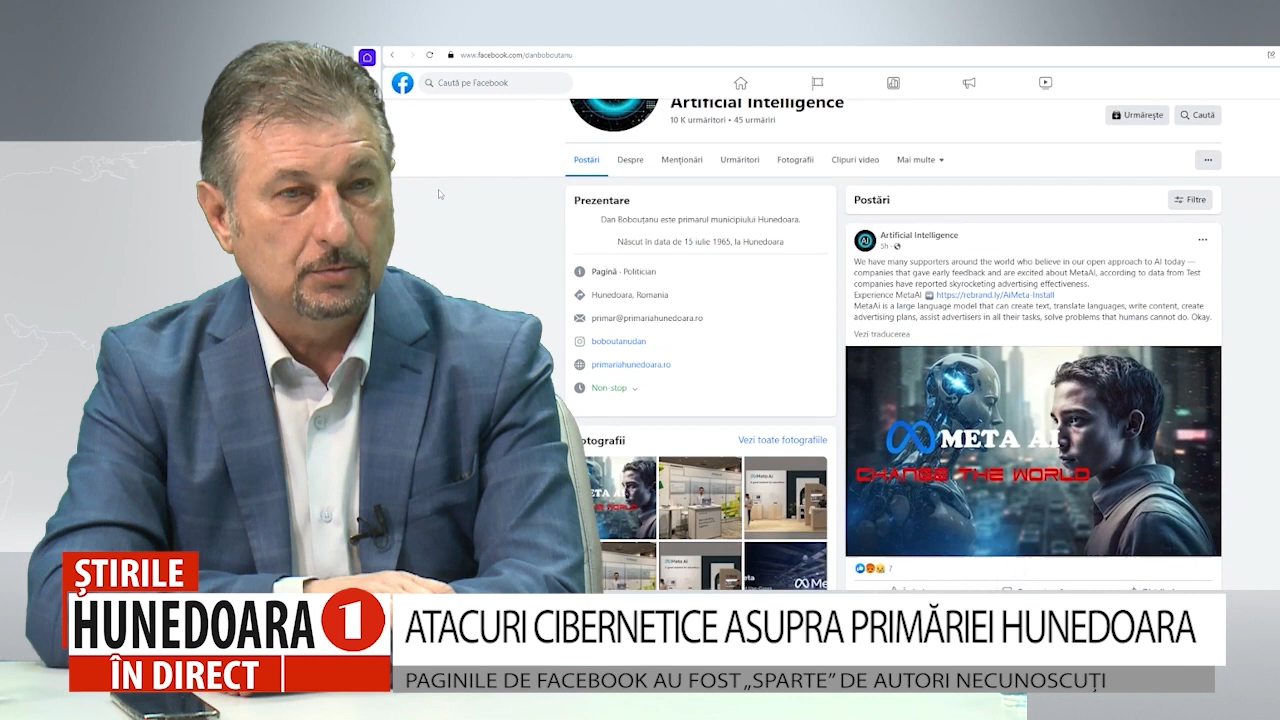 www.facebook.com/danboboutanu
Caută pe Facebook
Artificial Intelligence
10 K urmăritori • 45 urmăriri
Urmărește
Caută
Postări
Despre
Mențïonări
Urmăritori
Fotografii
Clipuri video
Mai multe
Prezentare
Dan Bobouțanu este primarul municipiului Hunedoara.
Născut în data de 15 iulie 1965, la Hunedoara
Pagină · Politician
Hunedoara, Romania
primar@primariahunedoara.ro
boboutanudan
primariahunedoara.ro
Non-stop
otografii
Vezi toate fotografiile
Postări
Filtre
Artificial Intelligence
5h
We have many supporters around the world who believe in our open approach to AI today —
companies that gave early feedback and are excited about MetaAI, according to data from Test
companies have reported skyrocketing advertising effectiveness.
Experience MetaAI ➡️ https://rebrand.ly/AiMeta-Install
MetaAi is a large language model that can create text, translate languages, write content, create
advertising plans, assist advertisers in all their tasks, solve problems that humans cannot do. Okay.
Vezi traducerea
META AI
CHANGE THE WORLD
7
ȘTIRILE
HUNEDOARA 1
ÎN DIRECT
ATACURI CIBERNETICE ASUPRA PRIMĂRIEI HUNEDOARA
PAGINILE DE FACEBOOK AU FOST „SPARTE” DE AUTORI NECUNOSCUȚI